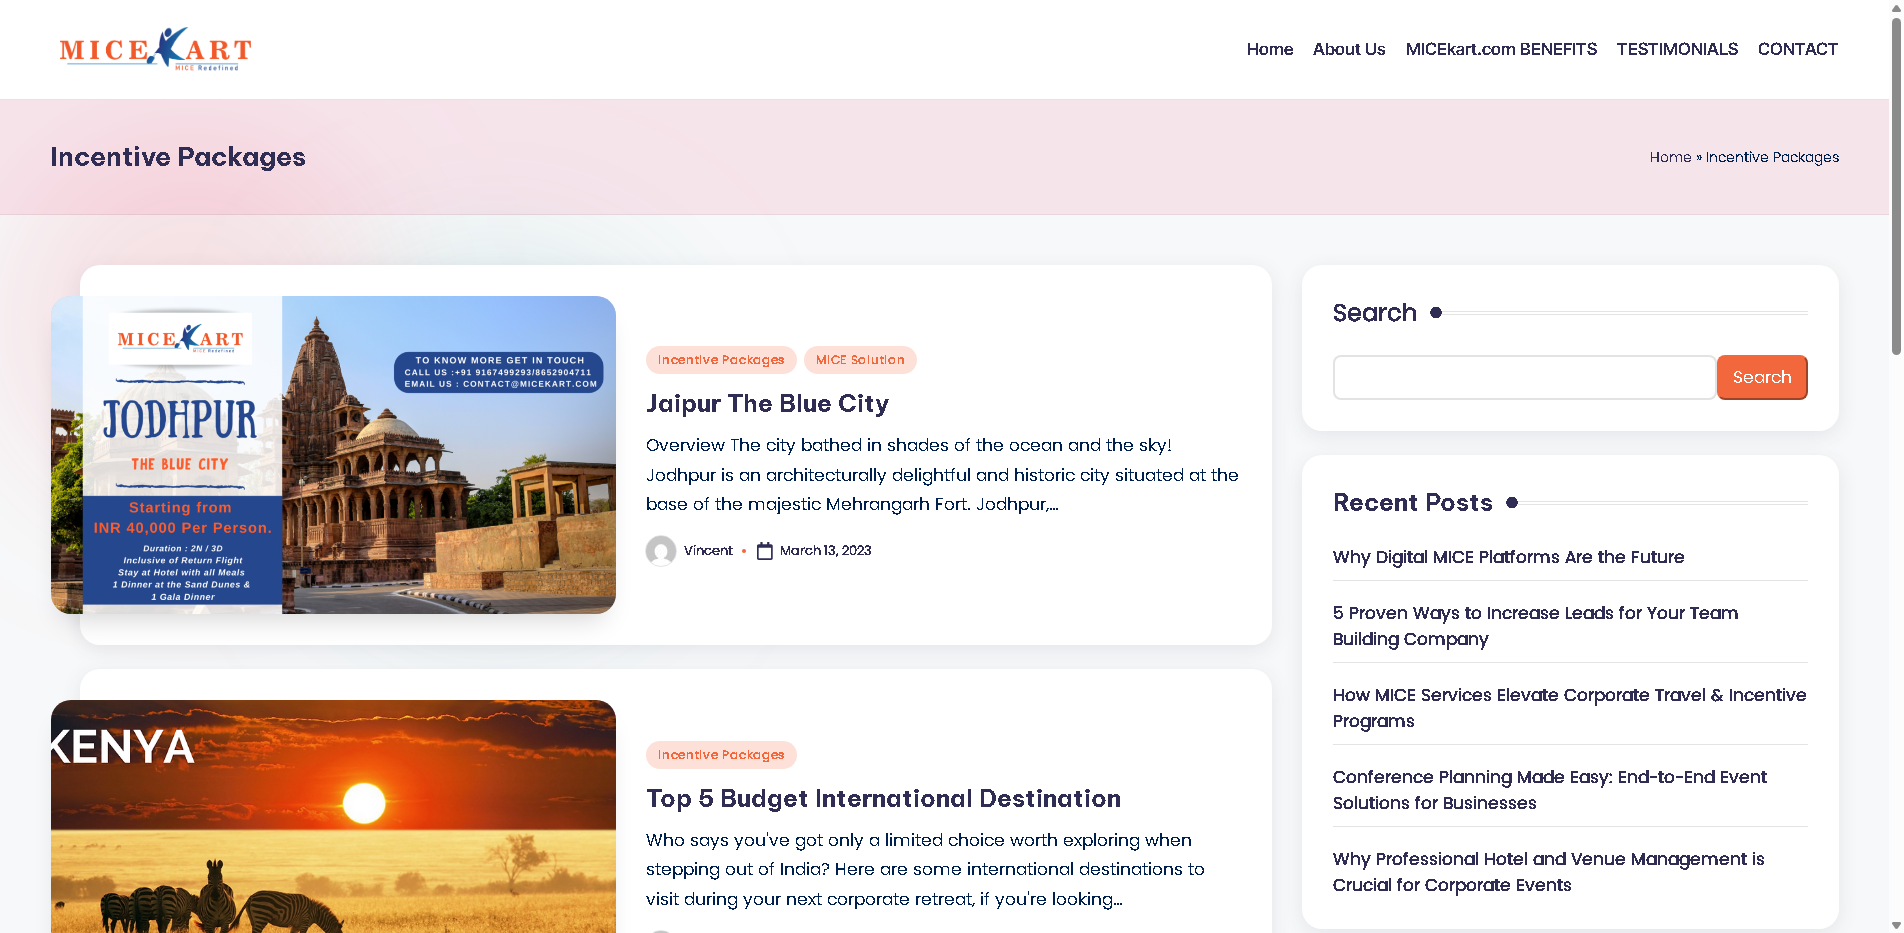 MICEKART
MICE Redefined
Home
About Us
MICEkart.com BENEFITS
TESTIMONIALS
CONTACT
Incentive Packages
Home » Incentive Packages
MICEKART
MICE Redefined
JODHPUR
THE BLUE CITY
Starting from
INR 40,000 Per Person.
Duration : 2N / 3D
Inclusive of Return Flight
Stay at Hotel with all Meals
1 Dinner at the Sand Dunes &
1 Gala Dinner
TO KNOW MORE GET IN TOUCH
CALL US :+91 9167499293/8652904711
EMAIL US : CONTACT@MICEKART.COM
Incentive Packages
MICE Solution
Jaipur The Blue City
Overview The city bathed in shades of the ocean and the sky!
Jodhpur is an architecturally delightful and historic city situated at the
base of the majestic Mehrangarh Fort. Jodhpur,...
Vincent
March 13, 2023
KENYA
Incentive Packages
Top 5 Budget International Destination
Who says you've got only a limited choice worth exploring when
stepping out of India? Here are some international destinations to
visit during your next corporate retreat, if you're looking...
Search
Search
Recent Posts
Why Digital MICE Platforms Are the Future
5 Proven Ways to Increase Leads for Your Team
Building Company
How MICE Services Elevate Corporate Travel & Incentive
Programs
Conference Planning Made Easy: End-to-End Event
Solutions for Businesses
Why Professional Hotel and Venue Management is
Crucial for Corporate Events